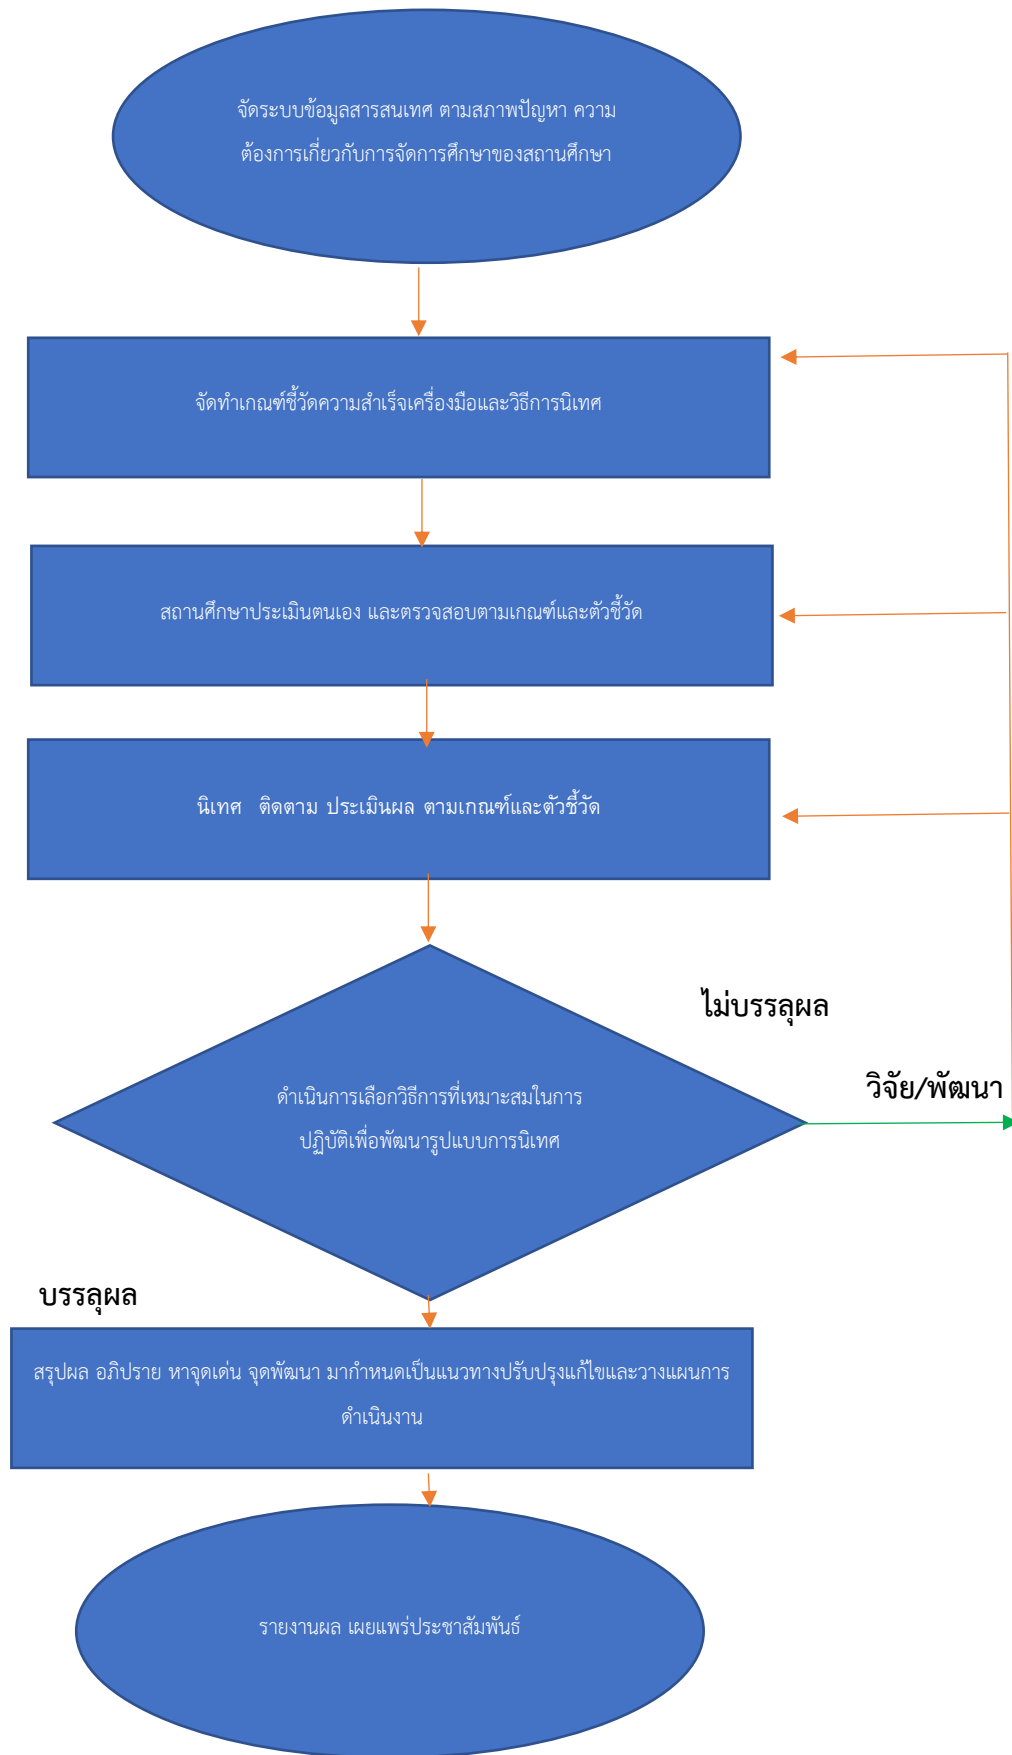 จัดระบบข้อมูลสารสนเทศ ตามสภาพปัญหา ความ
ต้องการเกี่ยวกับการจัดการศึกษาของสถานศึกษา
จัดทำเกณฑ์ชี้วัดความสำเร็จเครื่องมือและวิธีการนิเทศ
สถานศึกษาประเมินตนเอง และตรวจสอบตามเกณฑ์และตัวชี้วัด
นิเทศ ติดตาม ประเมินผล ตามเกณฑ์และตัวชี้วัด
ไม่บรรลุผล
วิจัย/พัฒนา
ดำเนินการเลือกวิธีการที่เหมาะสมในการ
ปฏิบัติเพื่อพัฒนารูปแบบการนิเทศ
บรรลุผล
สรุปผล อภิปราย หาจุดเด่น จุดพัฒนา มากำหนดเป็นแนวทางปรับปรุงแก้ไขและวางแผนการ
ดำเนินงาน
รายงานผล เผยแพร่ประชาสัมพันธ์